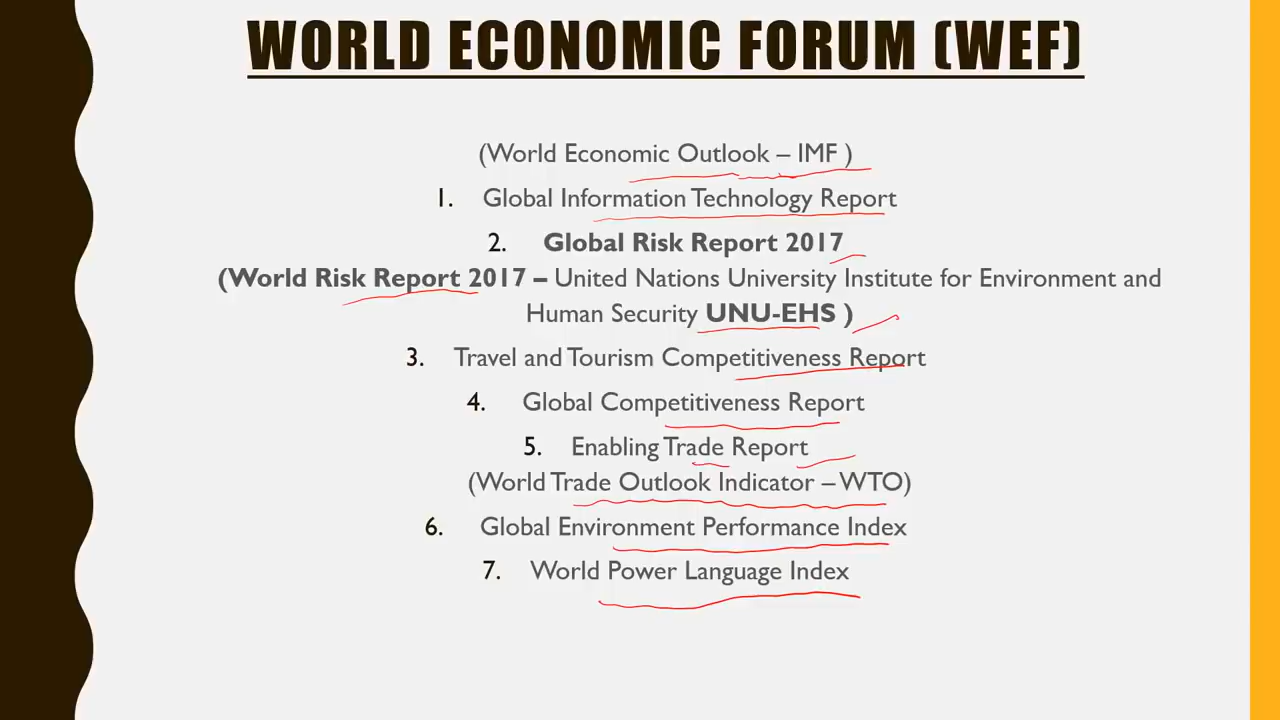 WORLD ECONOMIC FORUM (WEF)
(World Economic Outlook – IMF )
1. Global Information Technology Report
2. Global Risk Report 2017
(World Risk Report 2017 – United Nations University Institute for Environment and
Human Security UNU-EHS )
3. Travel and Tourism Competitiveness Report
4. Global Competitiveness Report
5. Enabling Trade Report
(World Trade Outlook Indicator – WTO)
6. Global Environment Performance Index
7. World Power Language Index